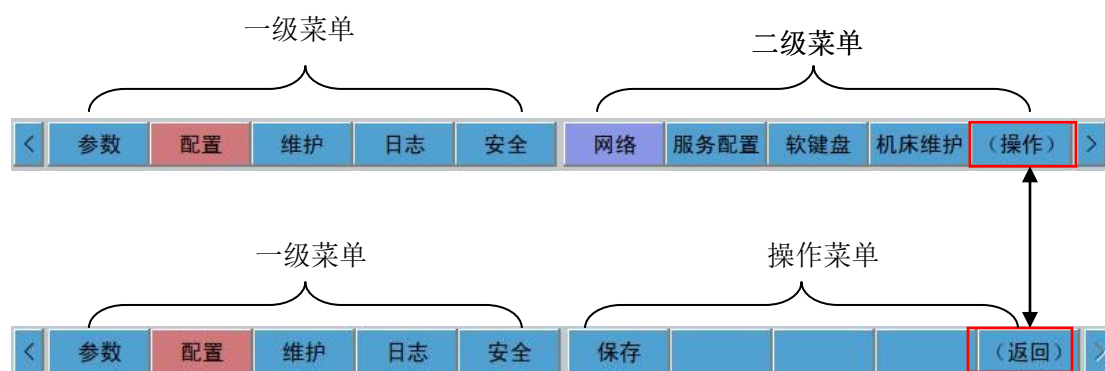 一级菜单
二级菜单
< 参数 配置 维护 日志 安全 网络 服务配置 软键盘 机床维护 (操作) >
一级菜单
操作菜单
< 参数 配置 维护 日志 安全 保存 (返回) >